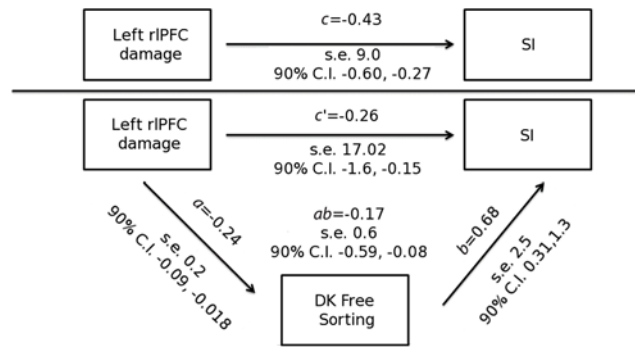 Left rlPFC
damage
c=-0.43
s.e. 9.0
90% C.I. -0.60, -0.27
SI
Left rlPFC
damage
c'=-0.26
s.e. 17.02
90% C.I. -1.6, -0.15
SI
a=-0.24
s.e. 0.2
90% C.I. -0.09, -0.018
ab=-0.17
s.e. 0.6
90% C.I. -0.59, -0.08
b=0.68
s.e. 2.5
90% C.I. 0.31,1.3
DK Free
Sorting